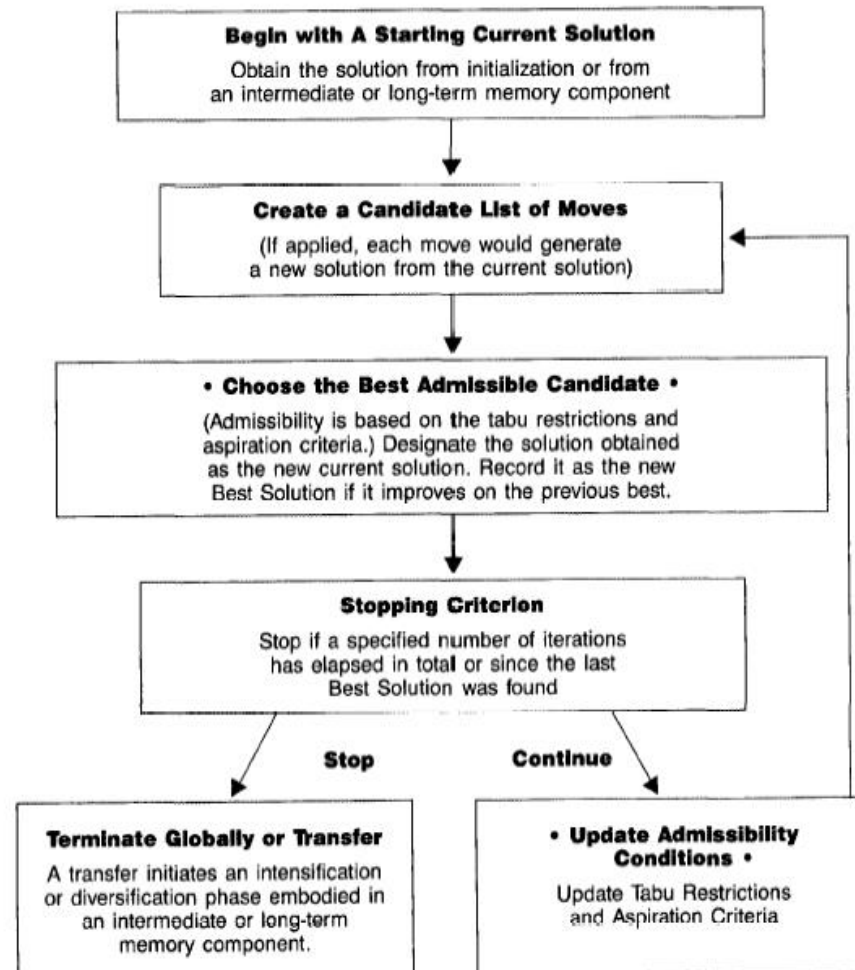 Begin with A Starting Current Solution
Obtain the solution from initialization or from
an intermediate or long-term memory component
Create a Candidate List of Moves
(If applied, each move would generate
a new solution from the current solution)
• Choose the Best Admissible Candidate •
(Admissibility is based on the tabu restrictions and
aspiration criteria.) Designate the solution obtained
as the new current solution. Record it as the new
Best Solution if it improves on the previous best.
Stopping Criterion
Stop if a specified number of iterations
has elapsed in total or since the last
Best Solution was found
Stop
Continue
Terminate Globally or Transfer
A transfer initiates an intensification
or diversification phase embodied in
an intermediate or long-term
memory component.
• Update Admissibility
Conditions •
Update Tabu Restrictions
and Aspiration Criteria